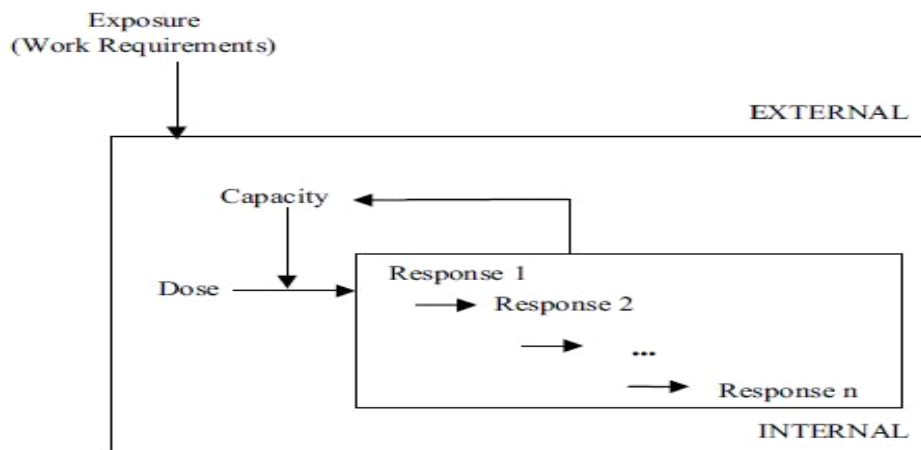 Exposure
(Work Requirements)
EXTERNAL
Capacity
Dose
Response 1
Response 2
...
Response n
INTERNAL